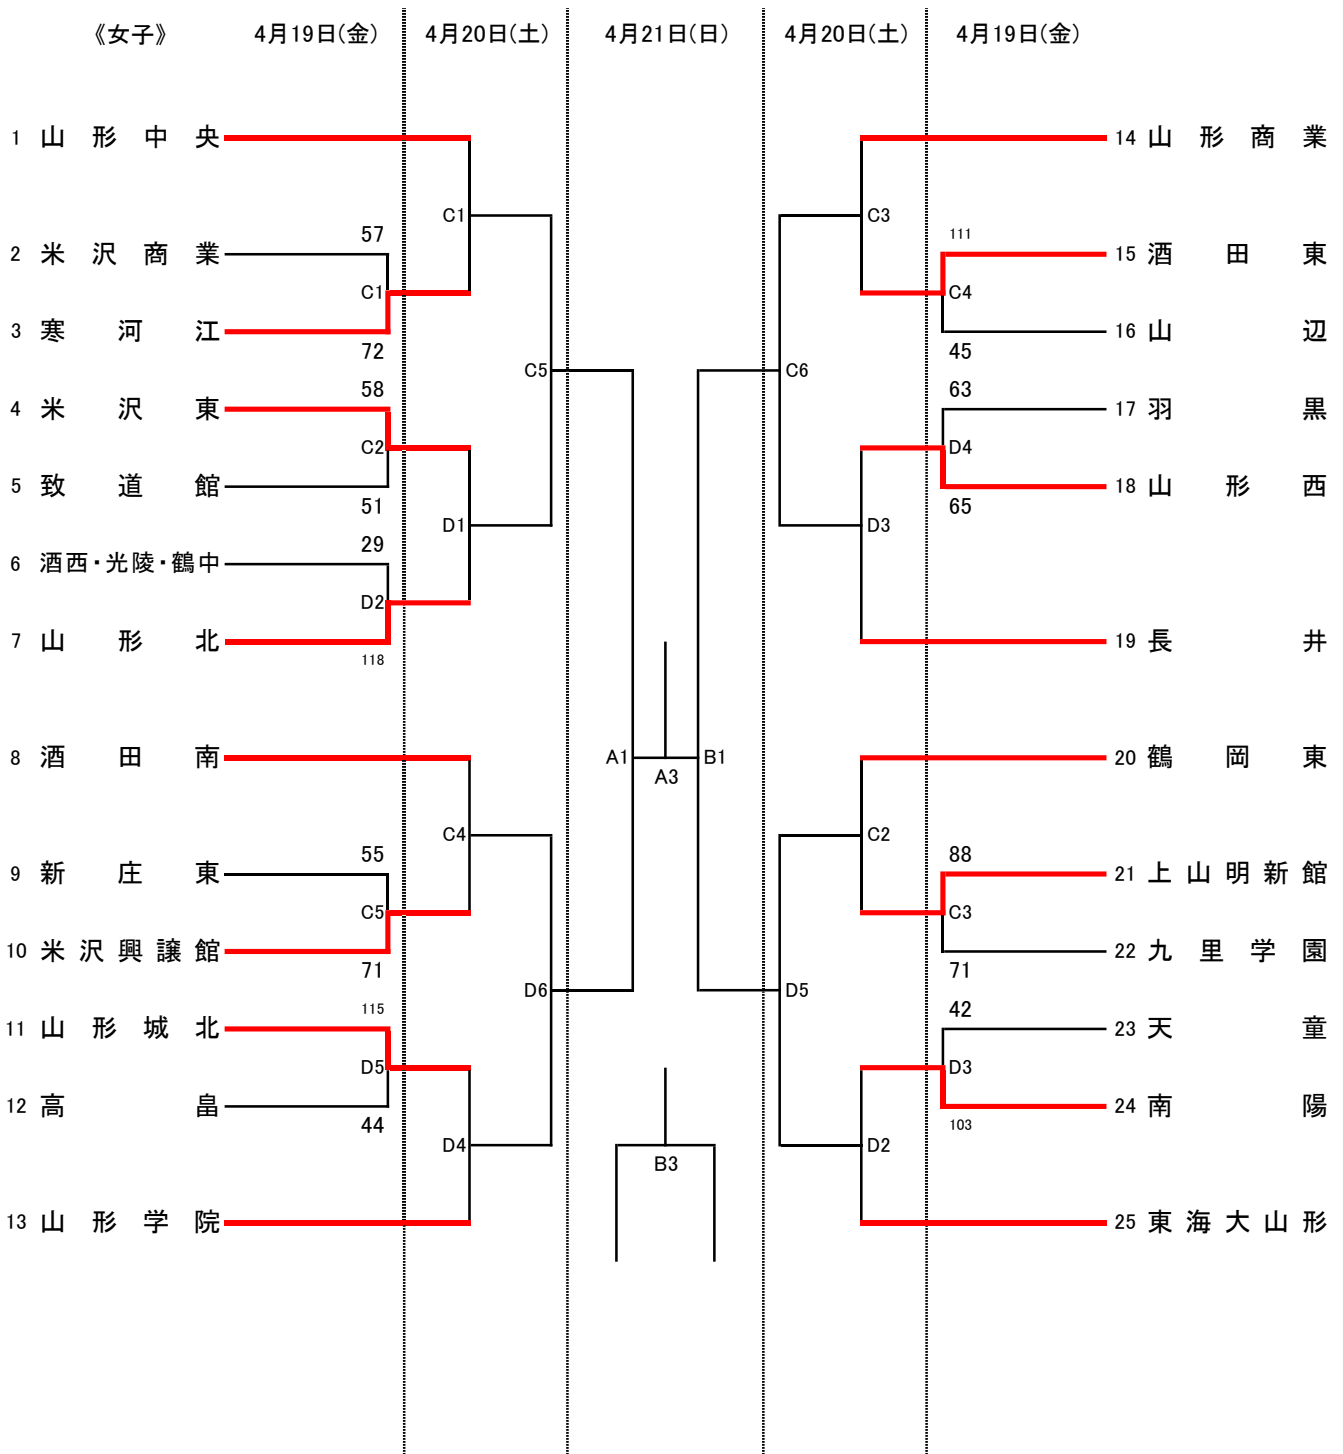 《女子》 4月19日(金) 4月20日(土) 4月21日(日) 4月20日(土) 4月19日(金)
1 山形中央
14 山形商業
C1
C3
57
111
2 米沢商業
15 酒田東
C1
C4
3 寒河江
16 山辺
72
45
C5
C6
58
63
4 米沢東
17 羽黒
C2
D4
5 致道館
18 山形西
51
65
D1
D3
29
6 酒西・光陵・鶴中
D2
7 山形北
19 長井
118
8 酒田南
A1
B1
20 鶴岡東
A3
C4
C2
55
88
9 新庄東
21 上山明新館
C5
C3
10 米沢興譲館
22 九里学園
71
71
D6
D5
115
42
11 山形城北
23 天童
D5
D3
12 高畠
24 南陽
44
103
D4
D2
B3
13 山形学院
25 東海大山形